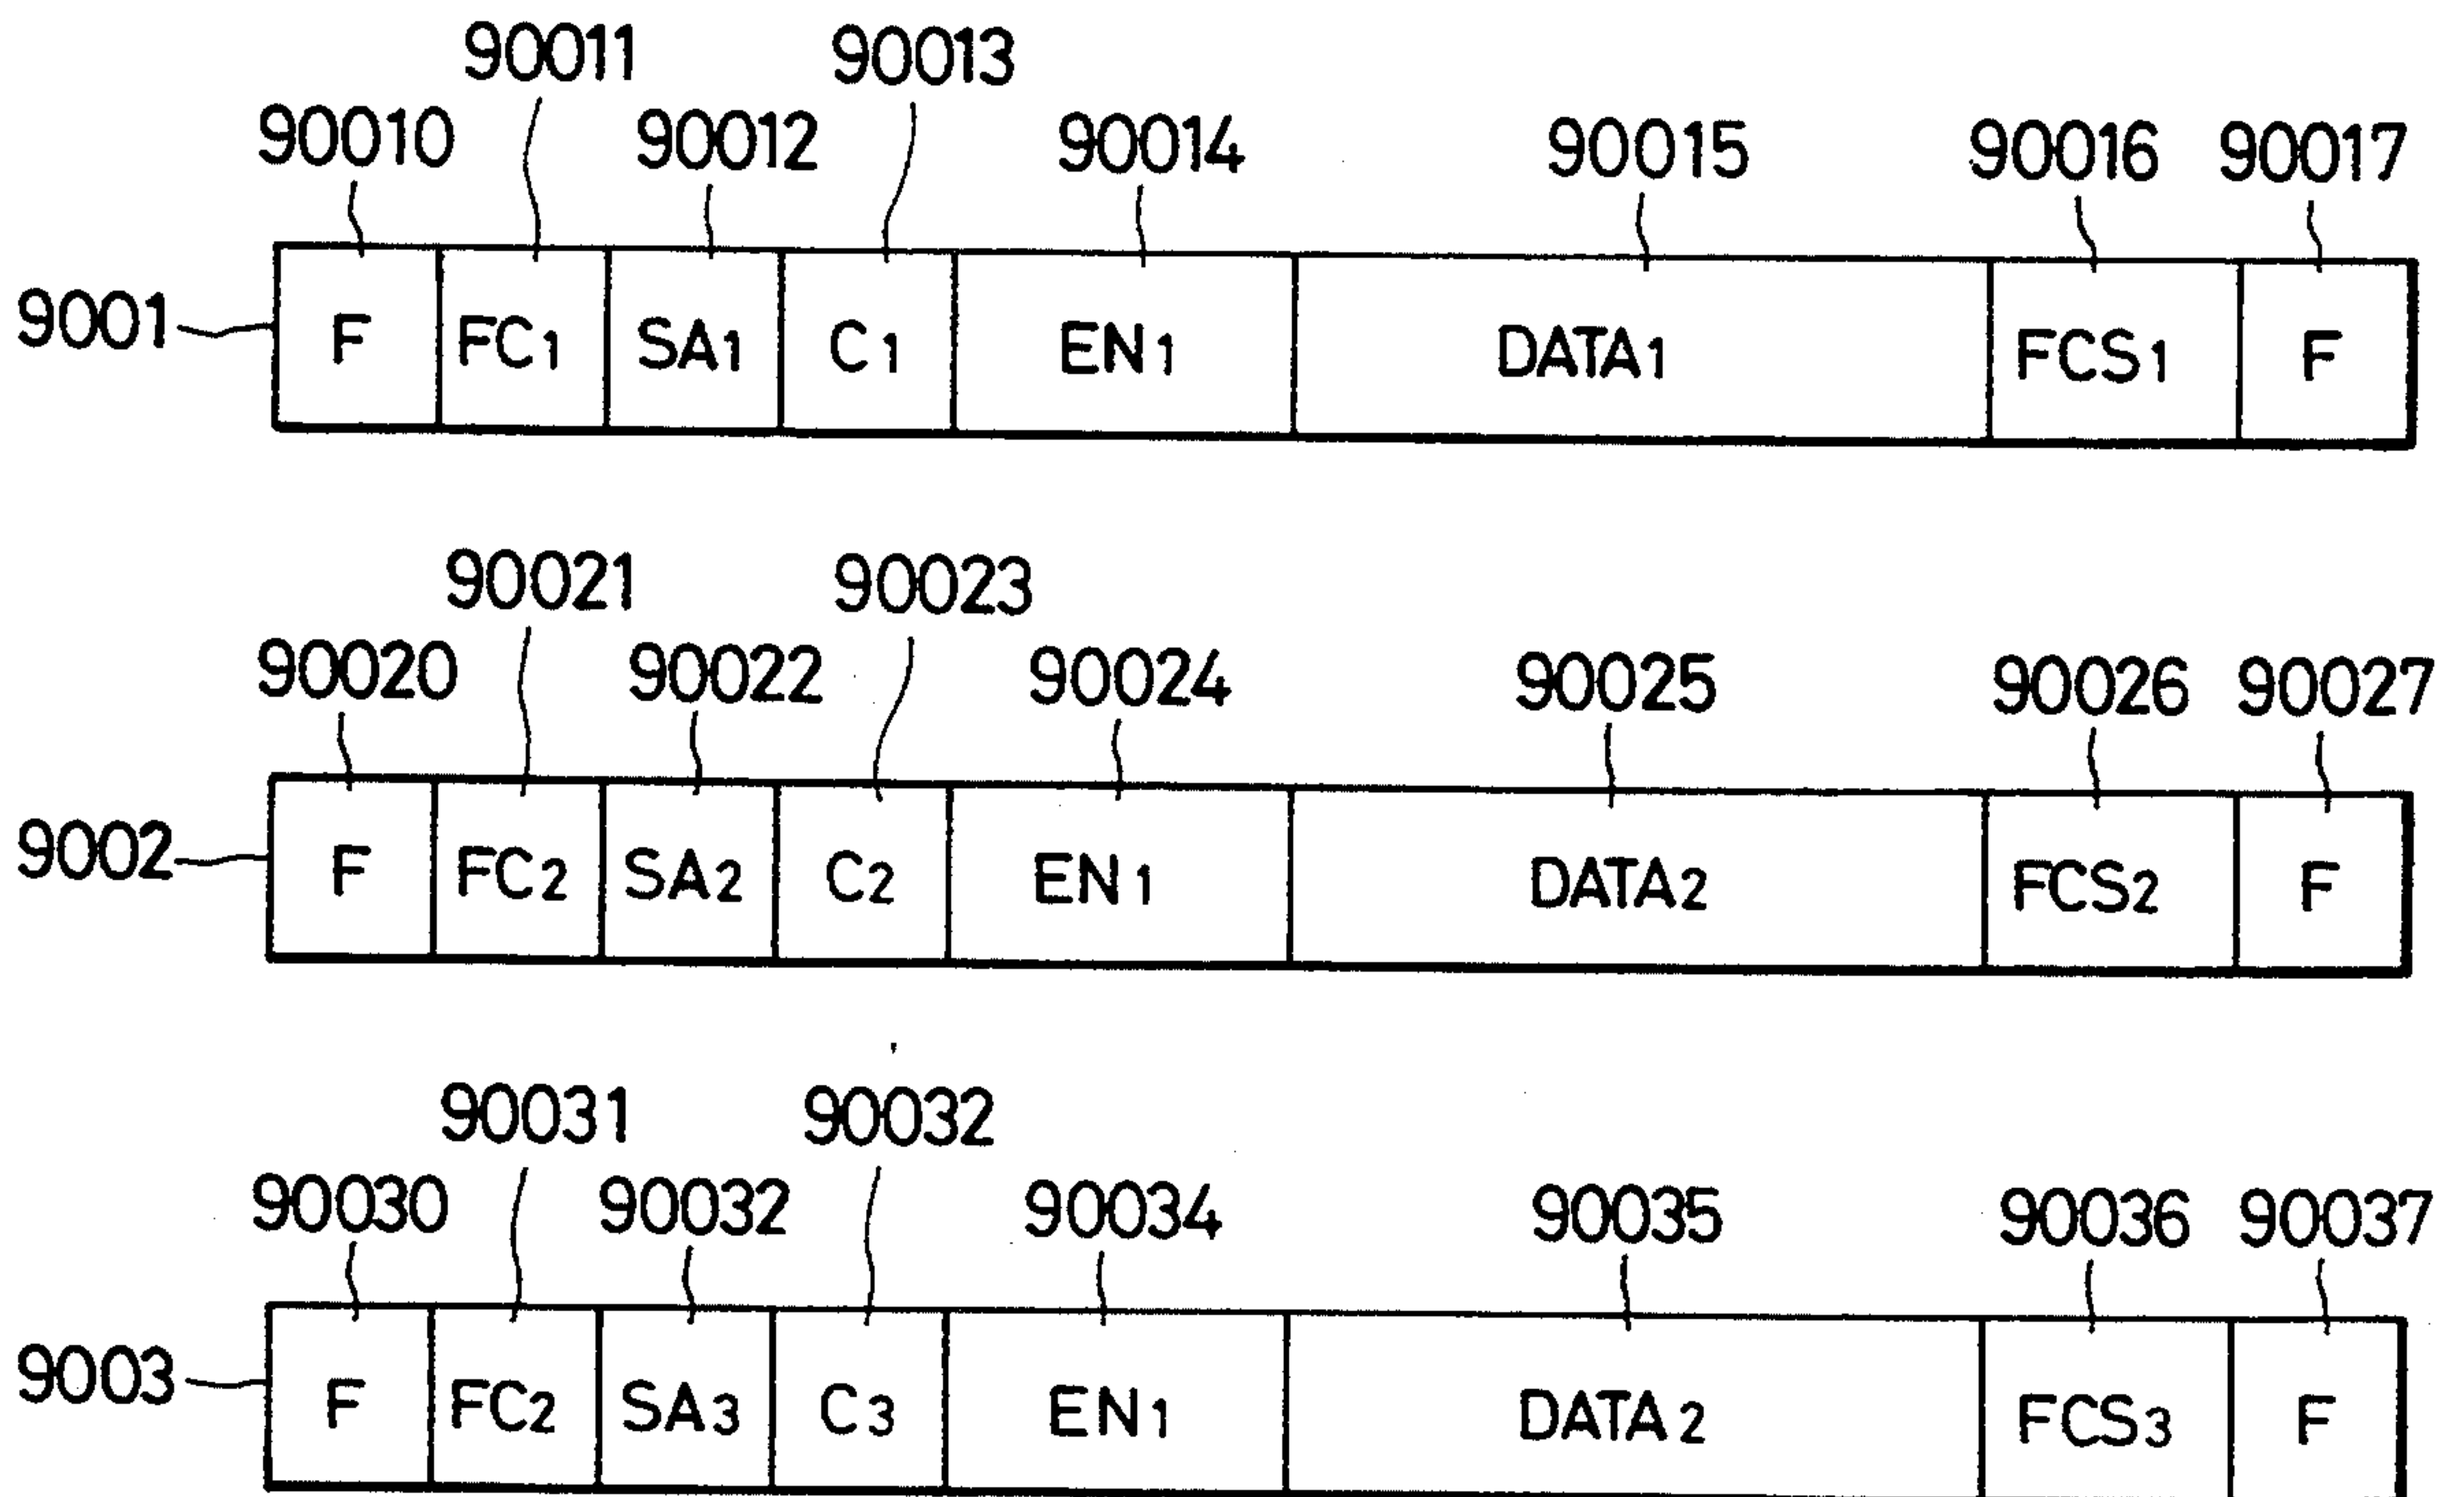 90011 90013
90010 90012 90014 90015 90016 90017
9001 F FC1 SA1 C1 EN1 DATA1 FCS1 F
90021 90023
90020 90022 90024 90025 90026 90027
9002 F FC2 SA2 C2 EN1 DATA2 FCS2 F
90031 90032
90030 90032 90034 90035 90036 90037
9003 F FC2 SA3 C3 EN1 DATA2 FCS3 F